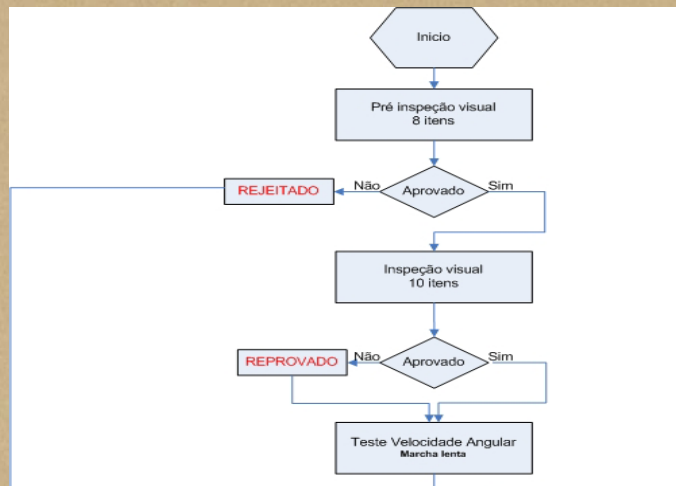 Inicio
Pré inspeção visual
8 itens
REJEITADO
Não
Aprovado
Sim
Inspeção visual
10 itens
REPROVADO
Não
Aprovado
Sim
Teste Velocidade Angular
Marcha lenta